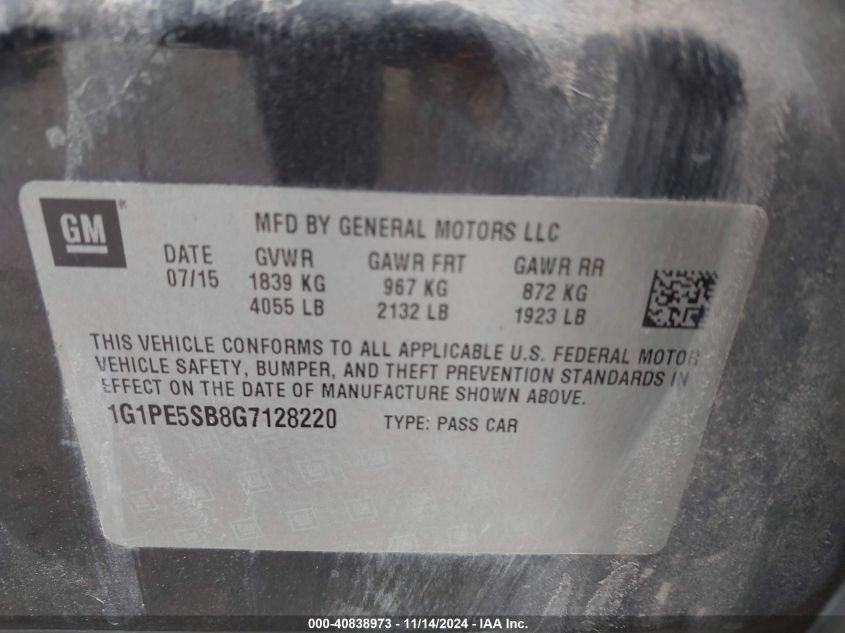 GM®
MFD BY GENERAL MOTORS LLC
DATE GVWR GAWR FRT GAWR RR
07/15 1839 KG 967 KG 872 KG
4055 LB 2132 LB 1923 LB
THIS VEHICLE CONFORMS TO ALL APPLICABLE U.S. FEDERAL MOTOR
VEHICLE SAFETY, BUMPER, AND THEFT PREVENTION STANDARDS IN
EFFECT ON THE DATE OF MANUFACTURE SHOWN ABOVE.
1G1PE5SB8G7128220 TYPE: PASS CAR
000-40838973 - 11/14/2024 - IAA Inc.